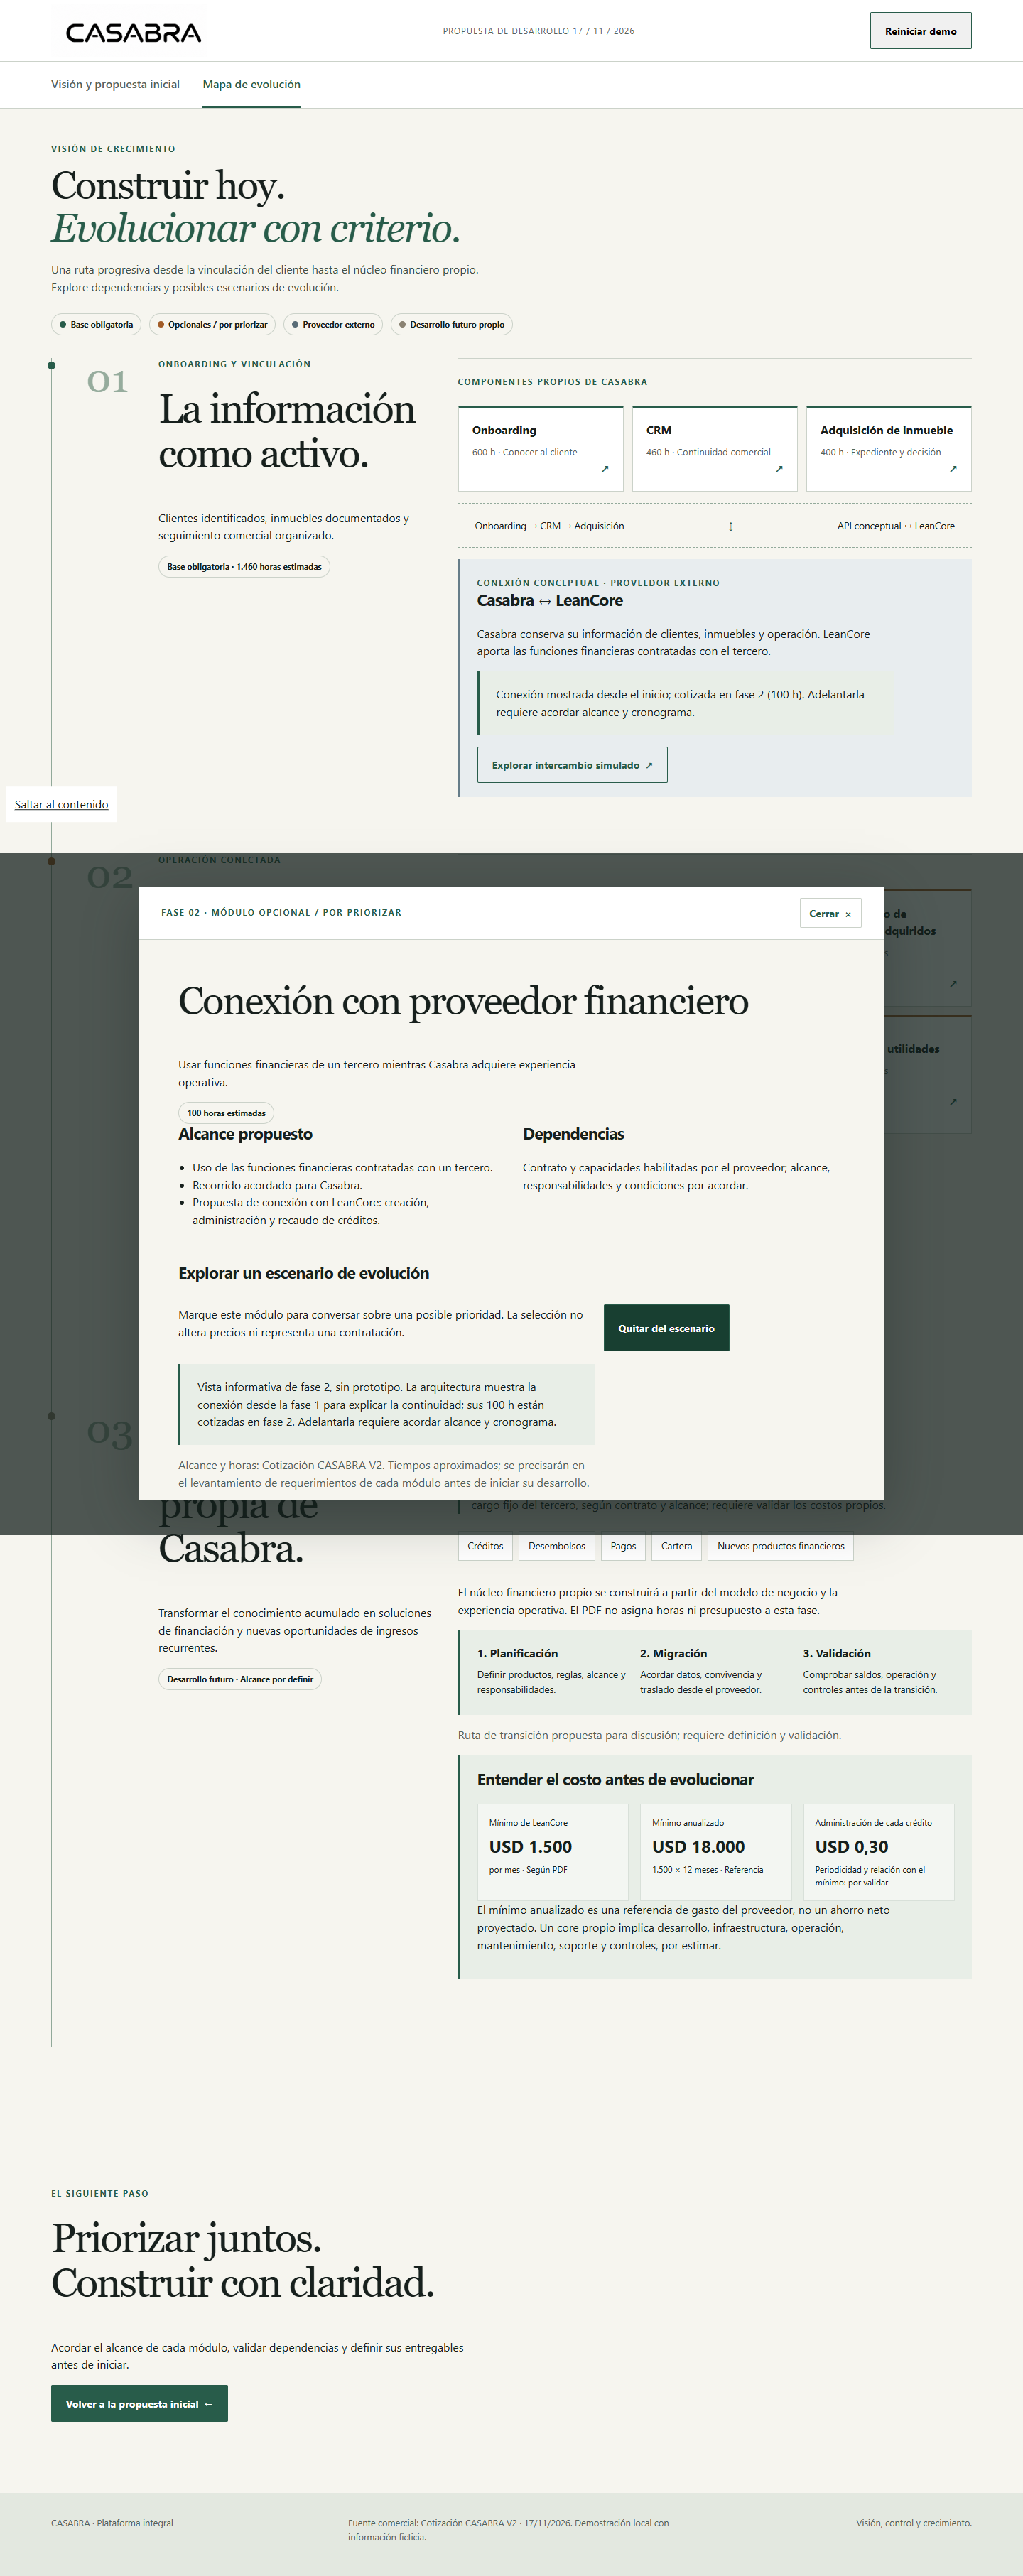 CASABRA
PROPUESTA DE DESARROLLO 17 / 11 / 2026
Reiniciar demo
Visión y propuesta inicial
Mapa de evolución
VISIÓN DE CRECIMIENTO
Construir hoy.
Evolucionar con criterio.
Una ruta progresiva desde la vinculación del cliente hasta el núcleo financiero propio.
Explore dependencias y posibles escenarios de evolución.
Base obligatoria
Opcionales / por priorizar
Proveedor externo
Desarrollo futuro propio
01
ONBOARDING Y VINCULACIÓN
La información
como activo.
Clientes identificados, inmuebles documentados y
seguimiento comercial organizado.
Base obligatoria · 1.460 horas estimadas
COMPONENTES PROPIOS DE CASABRA
Onboarding
600 h · Conocer al cliente
↗
CRM
460 h · Continuidad comercial
↗
Adquisición de inmueble
400 h · Expediente y decisión
↗
Onboarding → CRM → Adquisición
↕
API conceptual ↔ LeanCore
CONEXIÓN CONCEPTUAL · PROVEEDOR EXTERNO
Casabra ↔ LeanCore
Casabra conserva su información de clientes, inmuebles y operación. LeanCore
aporta las funciones financieras contratadas con el tercero.
Conexión mostrada desde el inicio; cotizada en fase 2 (100 h). Adelantarla
requiere acordar alcance y cronograma.
Explorar intercambio simulado ↗
Saltar al contenido
02
OPERACIÓN CONECTADA
o de
dquiridos
s
↗
utilidades
s
↗
FASE 02 · MÓDULO OPCIONAL / POR PRIORIZAR
Cerrar ×
Conexión con proveedor financiero
Usar funciones financieras de un tercero mientras Casabra adquiere experiencia
operativa.
100 horas estimadas
Alcance propuesto
• Uso de las funciones financieras contratadas con un tercero.
• Recorrido acordado para Casabra.
• Propuesta de conexión con LeanCore: creación,
administración y recaudo de créditos.
Dependencias
Contrato y capacidades habilitadas por el proveedor; alcance,
responsabilidades y condiciones por acordar.
Explorar un escenario de evolución
Marque este módulo para conversar sobre una posible prioridad. La selección no
altera precios ni representa una contratación.
Quitar del escenario
Vista informativa de fase 2, sin prototipo. La arquitectura muestra la
conexión desde la fase 1 para explicar la continuidad; sus 100 h están
cotizadas en fase 2. Adelantarla requiere acordar alcance y cronograma.
Alcance y horas: Cotización CASABRA V2. Tiempos aproximados; se precisarán en
el levantamiento de requerimientos de cada módulo antes de iniciar su desarrollo.
03
propia de
Casabra.
Transformar el conocimiento acumulado en soluciones
de financiación y nuevas oportunidades de ingresos
recurrentes.
Desarrollo futuro · Alcance por definir
cargo fijo del tercero, según contrato y alcance; requiere validar los costos propios.
Créditos
Desembolsos
Pagos
Cartera
Nuevos productos financieros
El núcleo financiero propio se construirá a partir del modelo de negocio y la
experiencia operativa. El PDF no asigna horas ni presupuesto a esta fase.
1. Planificación
Definir productos, reglas, alcance y
responsabilidades.
2. Migración
Acordar datos, convivencia y
traslado desde el proveedor.
3. Validación
Comprobar saldos, operación y
controles antes de la transición.
Ruta de transición propuesta para discusión; requiere definición y validación.
Entender el costo antes de evolucionar
Mínimo de LeanCore
USD 1.500
por mes · Según PDF
Mínimo anualizado
USD 18.000
1.500 × 12 meses · Referencia
Administración de cada crédito
USD 0,30
Periodicidad y relación con el
mínimo: por validar
El mínimo anualizado es una referencia de gasto del proveedor, no un ahorro neto
proyectado. Un core propio implica desarrollo, infraestructura, operación,
mantenimiento, soporte y controles, por estimar.
EL SIGUIENTE PASO
Priorizar juntos.
Construir con claridad.
Acordar el alcance de cada módulo, validar dependencias y definir sus entregables
antes de iniciar.
Volver a la propuesta inicial ←
CASABRA · Plataforma integral
Fuente comercial: Cotización CASABRA V2 · 17/11/2026. Demostración local con
información ficticia.
Visión, control y crecimiento.